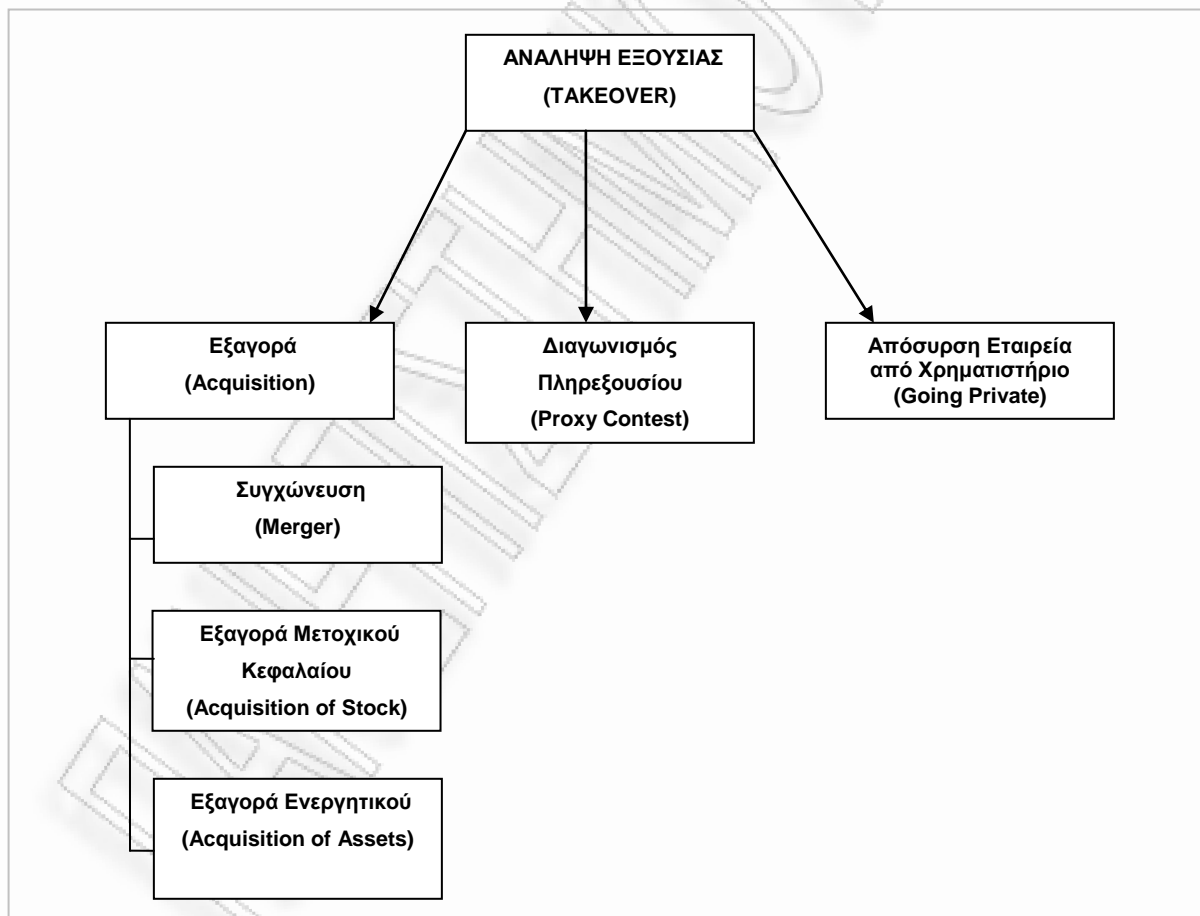 ΑΝΑΛΗΨΗ ΕΞΟΥΣΙΑΣ
(TAKEOVER)
Εξαγορά
(Acquisition)
Διαγωνισμός
Πληρεξουσίου
(Proxy Contest)
Απόσυρση Εταιρεία
από Χρηματιστήριο
(Going Private)
Συγχώνευση
(Merger)
Εξαγορά Μετοχικού
Κεφαλαίου
(Acquisition of Stock)
Εξαγορά Ενεργητικού
(Acquisition of Assets)